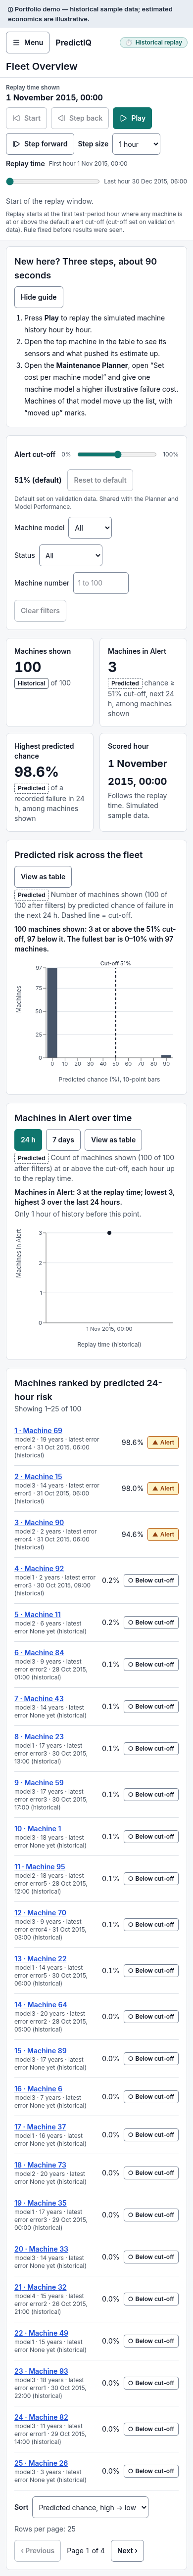 Portfolio demo — historical sample data; estimated
economics are illustrative.
Menu PredictIQ Historical replay
Fleet Overview
Replay time shown
1 November 2015, 00:00
Start Step back Play
Step forward Step size 1 hour
Replay time First hour 1 Nov 2015, 00:00
Last hour 30 Dec 2015, 06:00
Start of the replay window.
Replay starts at the first test-period hour where any machine is
at or above the default alert cut-off (cut-off set on validation
data). Rule fixed before results were seen.
New here? Three steps, about 90
seconds
Hide guide
1. Press Play to replay the simulated machine
history hour by hour.
2. Open the top machine in the table to see its
sensors and what pushed its estimate up.
3. Open the Maintenance Planner, open “Set
cost per machine model” and give one
machine model a higher illustrative failure cost.
Machines of that model move up the list, with
“moved up” marks.
Alert cut-off 0% 100%
51% (default) Reset to default
Default set on validation data. Shared with the Planner and
Model Performance.
Machine model All
Status All
Machine number 1 to 100
Clear filters
Machines shown
100
Historical of 100
Machines in Alert
3
Predicted chance ≥
51% cut-off, next 24
h, among machines
shown
Highest predicted
chance
98.6%
Predicted of a
recorded failure in 24
h, among machines
shown
Scored hour
1 November
2015, 00:00
Follows the replay
time. Simulated
sample data.
Predicted risk across the fleet
View as table
Predicted Number of machines shown (100 of
100 after filters) by predicted chance of failure in
the next 24 h. Dashed line = cut-off.
100 machines shown: 3 at or above the 51% cut-
off, 97 below it. The fullest bar is 0–10% with 97
machines.
Cut-off 51%
97
75
50
25
0
Machines
0 10 20 30 40 50 60 70 80 90
Predicted chance (%), 10-point bars
Machines in Alert over time
24 h 7 days View as table
Predicted Count of machines shown (100 of 100
after filters) at or above the cut-off, each hour up
to the replay time.
Machines in Alert: 3 at the replay time; lowest 3,
highest 3 over the last 24 hours.
Only 1 hour of history before this point.
3
2
1
0
Machines in Alert
1 Nov 2015, 00:00
Replay time (historical)
Machines ranked by predicted 24-
hour risk
Showing 1–25 of 100
1 · Machine 69
model2 · 19 years · latest error
error4 · 31 Oct 2015, 06:00
(historical)
98.6% Alert
2 · Machine 15
model3 · 14 years · latest error
error5 · 31 Oct 2015, 06:00
(historical)
98.0% Alert
3 · Machine 90
model2 · 2 years · latest error
error4 · 31 Oct 2015, 06:00
(historical)
94.6% Alert
4 · Machine 92
model1 · 2 years · latest error
error3 · 30 Oct 2015, 09:00
(historical)
0.2% Below cut-off
5 · Machine 11
model2 · 6 years · latest
error None yet (historical)
0.2% Below cut-off
6 · Machine 84
model3 · 9 years · latest
error error2 · 28 Oct 2015,
01:00 (historical)
0.1% Below cut-off
7 · Machine 43
model3 · 14 years · latest
error None yet (historical)
0.1% Below cut-off
8 · Machine 23
model1 · 17 years · latest
error error3 · 30 Oct 2015,
13:00 (historical)
0.1% Below cut-off
9 · Machine 59
model3 · 17 years · latest
error error3 · 30 Oct 2015,
17:00 (historical)
0.1% Below cut-off
10 · Machine 1
model3 · 18 years · latest
error None yet (historical)
0.1% Below cut-off
11 · Machine 95
model2 · 18 years · latest
error error5 · 28 Oct 2015,
12:00 (historical)
0.1% Below cut-off
12 · Machine 70
model3 · 9 years · latest
error error4 · 31 Oct 2015,
03:00 (historical)
0.1% Below cut-off
13 · Machine 22
model1 · 14 years · latest
error error5 · 30 Oct 2015,
06:00 (historical)
0.1% Below cut-off
14 · Machine 64
model3 · 20 years · latest
error error2 · 28 Oct 2015,
05:00 (historical)
0.0% Below cut-off
15 · Machine 89
model3 · 17 years · latest
error None yet (historical)
0.0% Below cut-off
16 · Machine 6
model3 · 7 years · latest
error None yet (historical)
0.0% Below cut-off
17 · Machine 37
model1 · 16 years · latest
error None yet (historical)
0.0% Below cut-off
18 · Machine 73
model2 · 20 years · latest
error None yet (historical)
0.0% Below cut-off
19 · Machine 35
model1 · 17 years · latest
error error3 · 29 Oct 2015,
00:00 (historical)
0.0% Below cut-off
20 · Machine 33
model3 · 14 years · latest
error None yet (historical)
0.0% Below cut-off
21 · Machine 32
model4 · 15 years · latest
error error2 · 26 Oct 2015,
21:00 (historical)
0.0% Below cut-off
22 · Machine 49
model1 · 15 years · latest
error None yet (historical)
0.0% Below cut-off
23 · Machine 93
model3 · 18 years · latest
error error1 · 30 Oct 2015,
22:00 (historical)
0.0% Below cut-off
24 · Machine 82
model3 · 11 years · latest
error error1 · 29 Oct 2015,
14:00 (historical)
0.0% Below cut-off
25 · Machine 26
model3 · 3 years · latest
error None yet (historical)
0.0% Below cut-off
Sort Predicted chance, high → low
Rows per page: 25
‹ Previous Page 1 of 4 Next ›